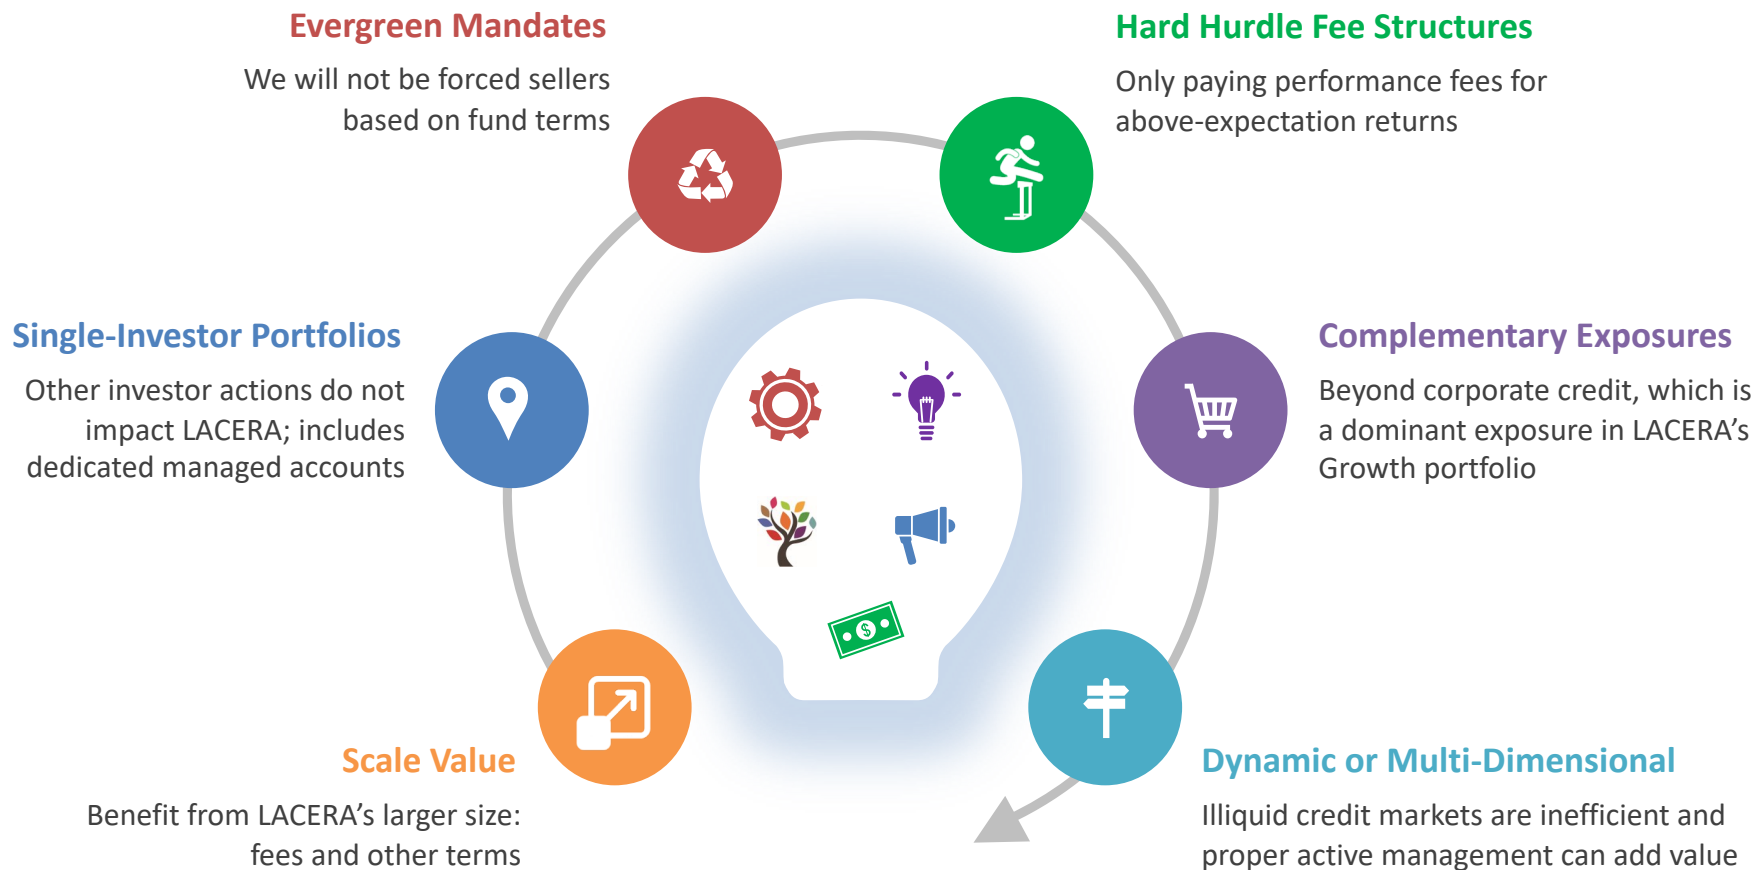 Evergreen Mandates
We will not be forced sellers
based on fund terms
Hard Hurdle Fee Structures
Only paying performance fees for
above-expectation returns
Single-Investor Portfolios
Other investor actions do not
impact LACERA; includes
dedicated managed accounts
Complementary Exposures
Beyond corporate credit, which is
a dominant exposure in LACERA’s
Growth portfolio
$
Scale Value
Benefit from LACERA’s larger size:
fees and other terms
Dynamic or Multi-Dimensional
Illiquid credit markets are inefficient and
proper active management can add value